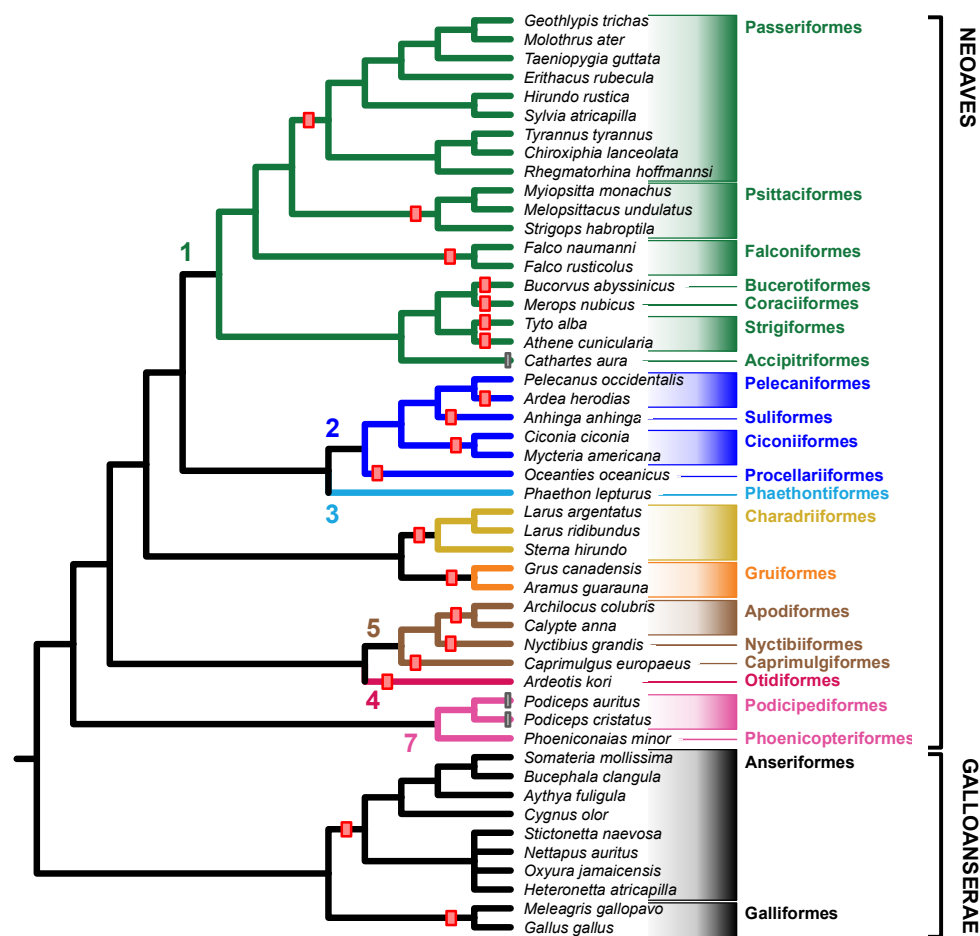 Geothlypis trichas
Passeriformes
Molothrus ater
Taeniopygia guttata
Erithacus rubecula
Hirundo rustica
Sylvia atricapilla
Tyrannus tyrannus
Chiroxiphia lanceolata
Rhegmatorhina hoffmannsi
Myiopsitta monachus
Psittaciformes
Melopsittacus undulatus
Strigops habroptila
1
Falco naumanni
Falconiformes
Falco rusticolus
Bucorvus abyssinicus
Bucerotiformes
Merops nubicus
Coraciiformes
Tyto alba
Strigiformes
Athene cunicularia
Cathartes aura
Accipitriformes
Pelecanus occidentalis
Pelecaniformes
Ardea herodias
Anhinga anhinga
Suliformes
2
Ciconia ciconia
Ciconiiformes
Mycteria americana
Oceanties oceanicus
Procellariiformes
Phaethon lepturus
Phaethontiformes
3
Larus argentatus
Charadriiformes
Larus ridibundus
Sterna hirundo
Grus canadensis
Gruiformes
Aramus guarauna
Archilocus colubris
Apodiformes
Calypte anna
5
Nyctibius grandis
Nyctibiiformes
Caprimulgus europaeus
Caprimulgiformes
Ardeotis kori
Otidiformes
4
Podiceps auritus
Podicipediformes
Podiceps cristatus
7
Phoeniconaias minor
Phoenicopteriformes
NEOAVES
Somateria mollissima
Anseriformes
Bucephala clangula
Aythya fuligula
Cygnus olor
Stictonetta naevosa
Nettapus auritus
Oxyura jamaicensis
Heteronetta atricapilla
Meleagris gallopavo
Galliformes
Gallus gallus
GALLOANSERAE